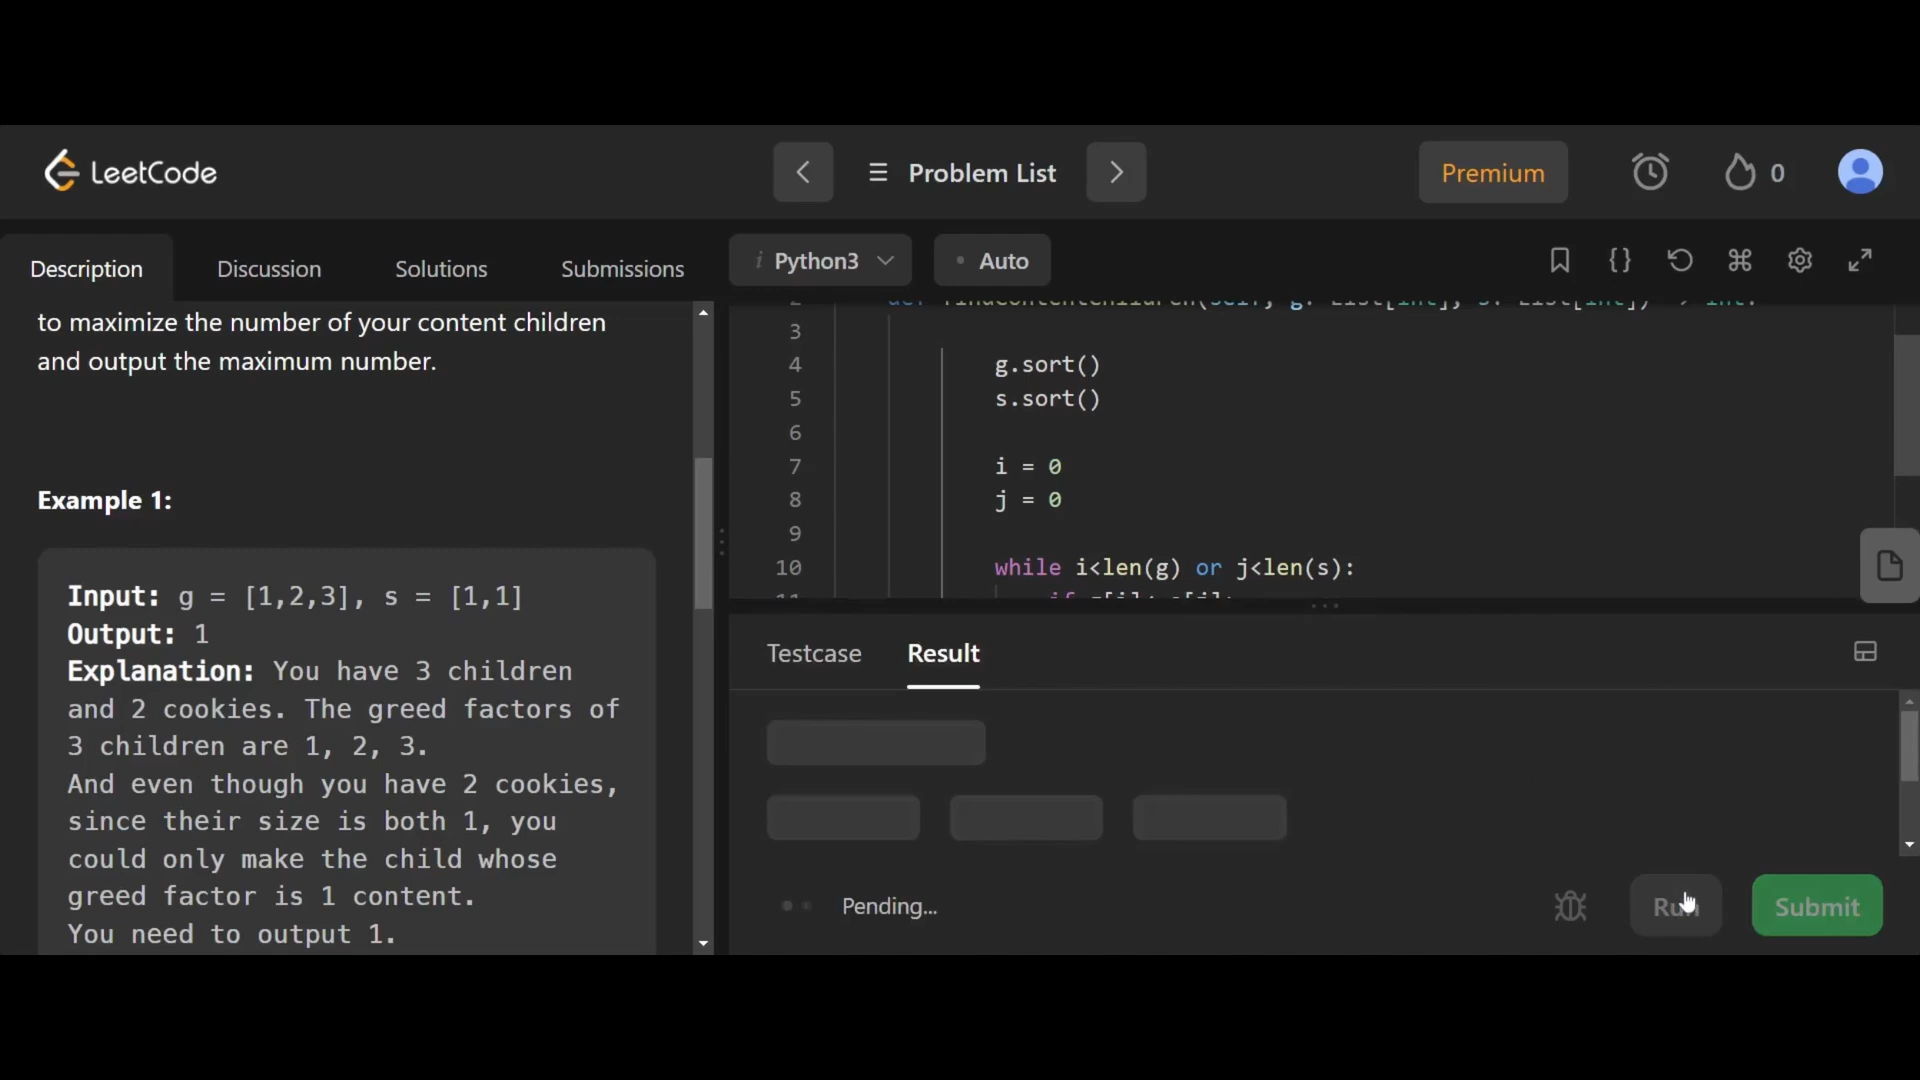 LeetCode
Problem List
Premium
0
Description
Discussion
Solutions
Submissions
i Python3
Auto
to maximize the number of your content children
and output the maximum number.
Example 1:
Input: g = [1,2,3], s = [1,1]
Output: 1
Explanation: You have 3 children
and 2 cookies. The greed factors of
3 children are 1, 2, 3.
And even though you have 2 cookies,
since their size is both 1, you
could only make the child whose
greed factor is 1 content.
You need to output 1.
3
4 g.sort()
5 s.sort()
6
7 i = 0
8 j = 0
9
10 while i<len(g) or j<len(s):
Testcase
Result
Pending...
Run
Submit